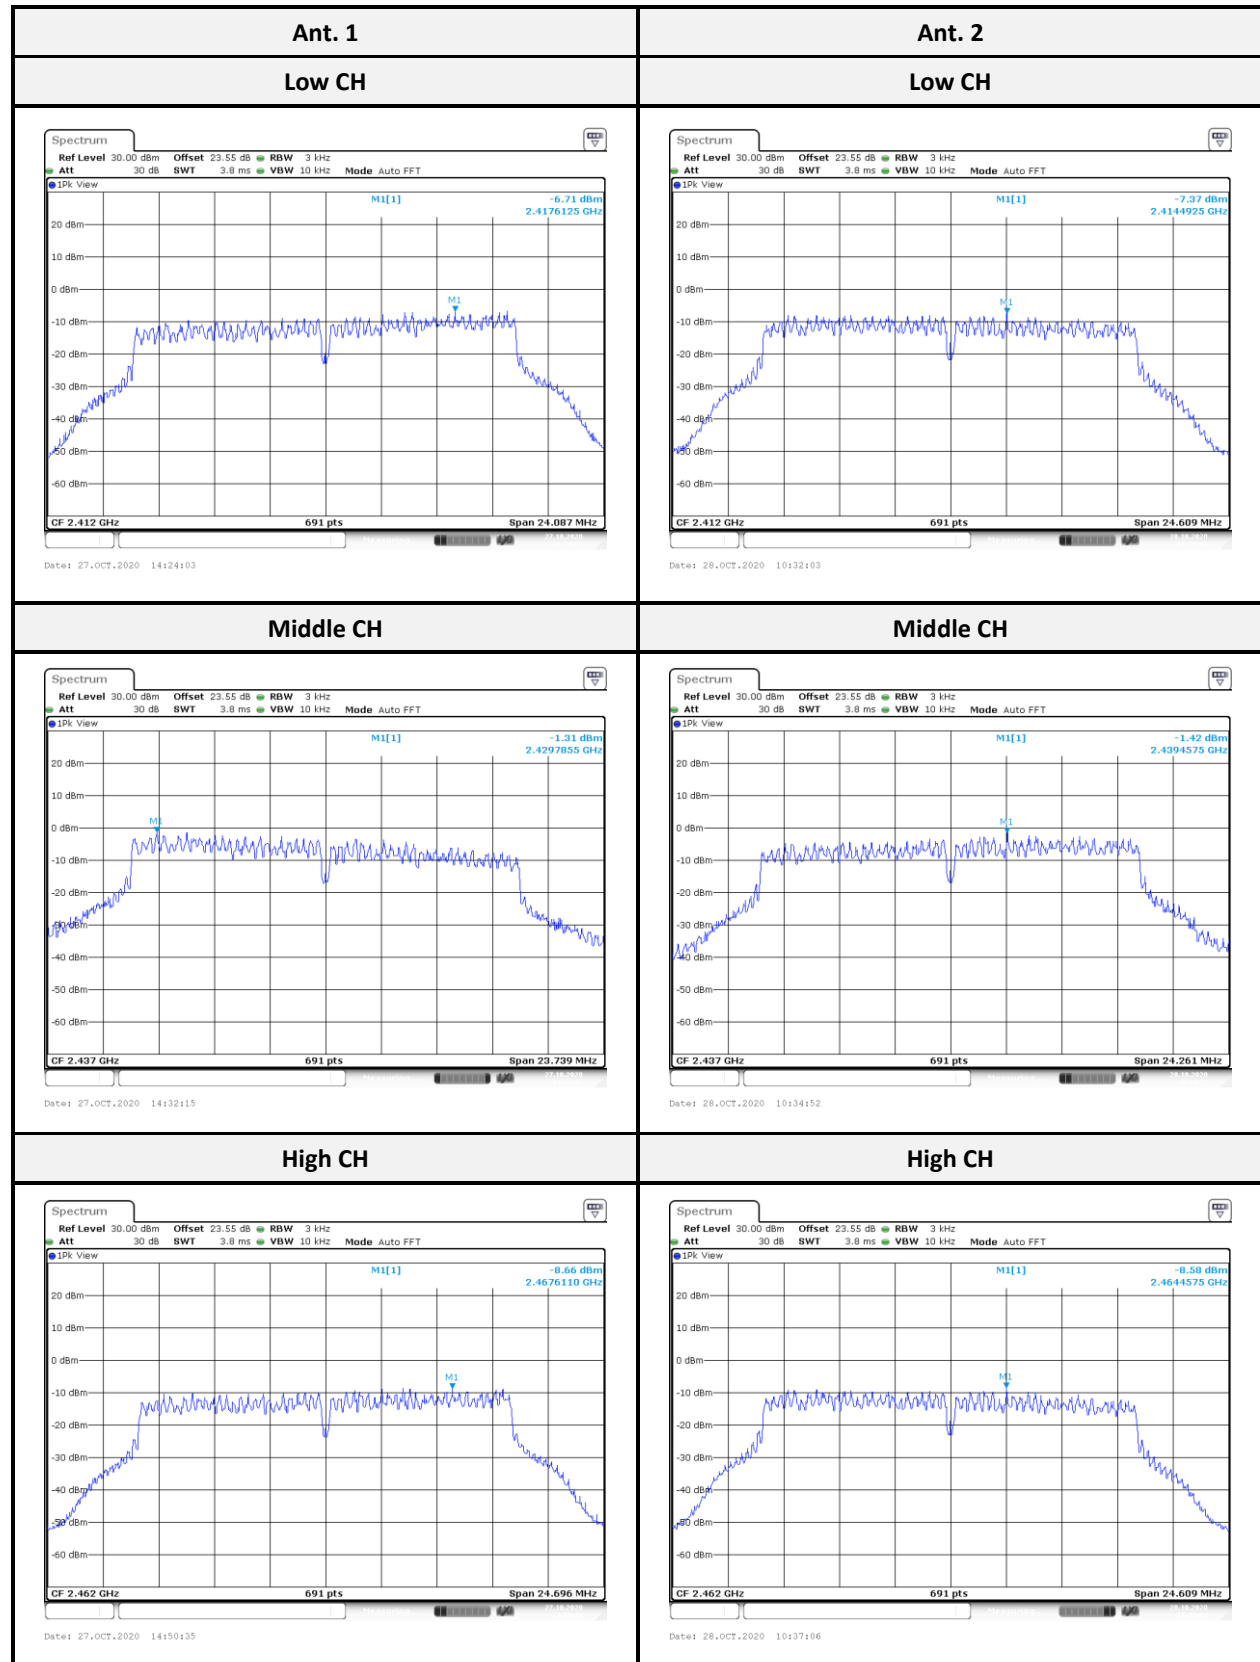 Ant. 1
Ant. 2
Low CH
Low CH
Spectrum
Ref Level 30.00 dBm Offset 23.55 dB RBW 3 kHz
Att 30 dB SWT 3.8 ms VBW 10 kHz Mode Auto FFT
1Pk View
M1[1] -6.71 dBm
2.4176125 GHz
20 dBm
10 dBm
0 dBm
M1
-10 dBm
-20 dBm
-30 dBm
-40 dBm
-50 dBm
-60 dBm
CF 2.412 GHz 691 pts Span 24.087 MHz
Date: 27.OCT.2020 14:24:03
Spectrum
Ref Level 30.00 dBm Offset 23.55 dB RBW 3 kHz
Att 30 dB SWT 3.8 ms VBW 10 kHz Mode Auto FFT
1Pk View
M1[1] -7.37 dBm
2.4144925 GHz
20 dBm
10 dBm
0 dBm
M1
-10 dBm
-20 dBm
-30 dBm
-40 dBm
-50 dBm
-60 dBm
CF 2.412 GHz 691 pts Span 24.609 MHz
Date: 28.OCT.2020 10:32:03
Middle CH
Middle CH
Spectrum
Ref Level 30.00 dBm Offset 23.55 dB RBW 3 kHz
Att 30 dB SWT 3.8 ms VBW 10 kHz Mode Auto FFT
1Pk View
M1[1] -1.31 dBm
2.4297855 GHz
20 dBm
10 dBm
M1
0 dBm
-10 dBm
-20 dBm
-30 dBm
-40 dBm
-50 dBm
-60 dBm
CF 2.437 GHz 691 pts Span 23.739 MHz
Date: 27.OCT.2020 14:32:15
Spectrum
Ref Level 30.00 dBm Offset 23.55 dB RBW 3 kHz
Att 30 dB SWT 3.8 ms VBW 10 kHz Mode Auto FFT
1Pk View
M1[1] -1.42 dBm
2.4394575 GHz
20 dBm
10 dBm
M1
0 dBm
-10 dBm
-20 dBm
-30 dBm
-40 dBm
-50 dBm
-60 dBm
CF 2.437 GHz 691 pts Span 24.261 MHz
Date: 28.OCT.2020 10:34:52
High CH
High CH
Spectrum
Ref Level 30.00 dBm Offset 23.55 dB RBW 3 kHz
Att 30 dB SWT 3.8 ms VBW 10 kHz Mode Auto FFT
1Pk View
M1[1] -8.66 dBm
2.4676110 GHz
20 dBm
10 dBm
0 dBm
M1
-10 dBm
-20 dBm
-30 dBm
-40 dBm
-50 dBm
-60 dBm
CF 2.462 GHz 691 pts Span 24.696 MHz
Date: 27.OCT.2020 14:50:35
Spectrum
Ref Level 30.00 dBm Offset 23.55 dB RBW 3 kHz
Att 30 dB SWT 3.8 ms VBW 10 kHz Mode Auto FFT
1Pk View
M1[1] -8.58 dBm
2.4644575 GHz
20 dBm
10 dBm
0 dBm
M1
-10 dBm
-20 dBm
-30 dBm
-40 dBm
-50 dBm
-60 dBm
CF 2.462 GHz 691 pts Span 24.609 MHz
Date: 28.OCT.2020 10:37:06